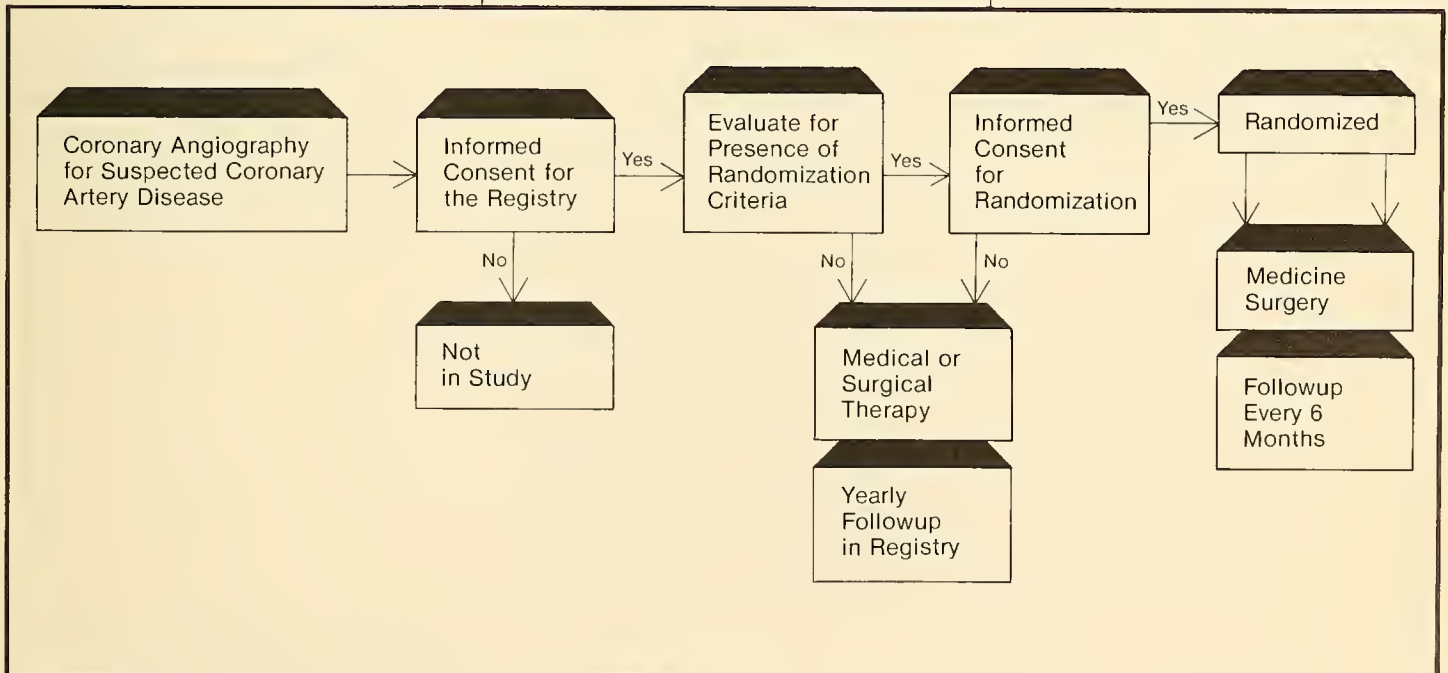 Coronary Angiography
for Suspected Coronary
Artery Disease
Informed
Consent for
the Registry
Yes
No
Not
in Study
Evaluate for
Presence of
Randomization
Criteria
Yes
No
Informed
Consent
for
Randomization
Yes
No
Medical or
Surgical
Therapy
Yearly
Followup
in Registry
Randomized
Medicine
Surgery
Followup
Every 6
Months